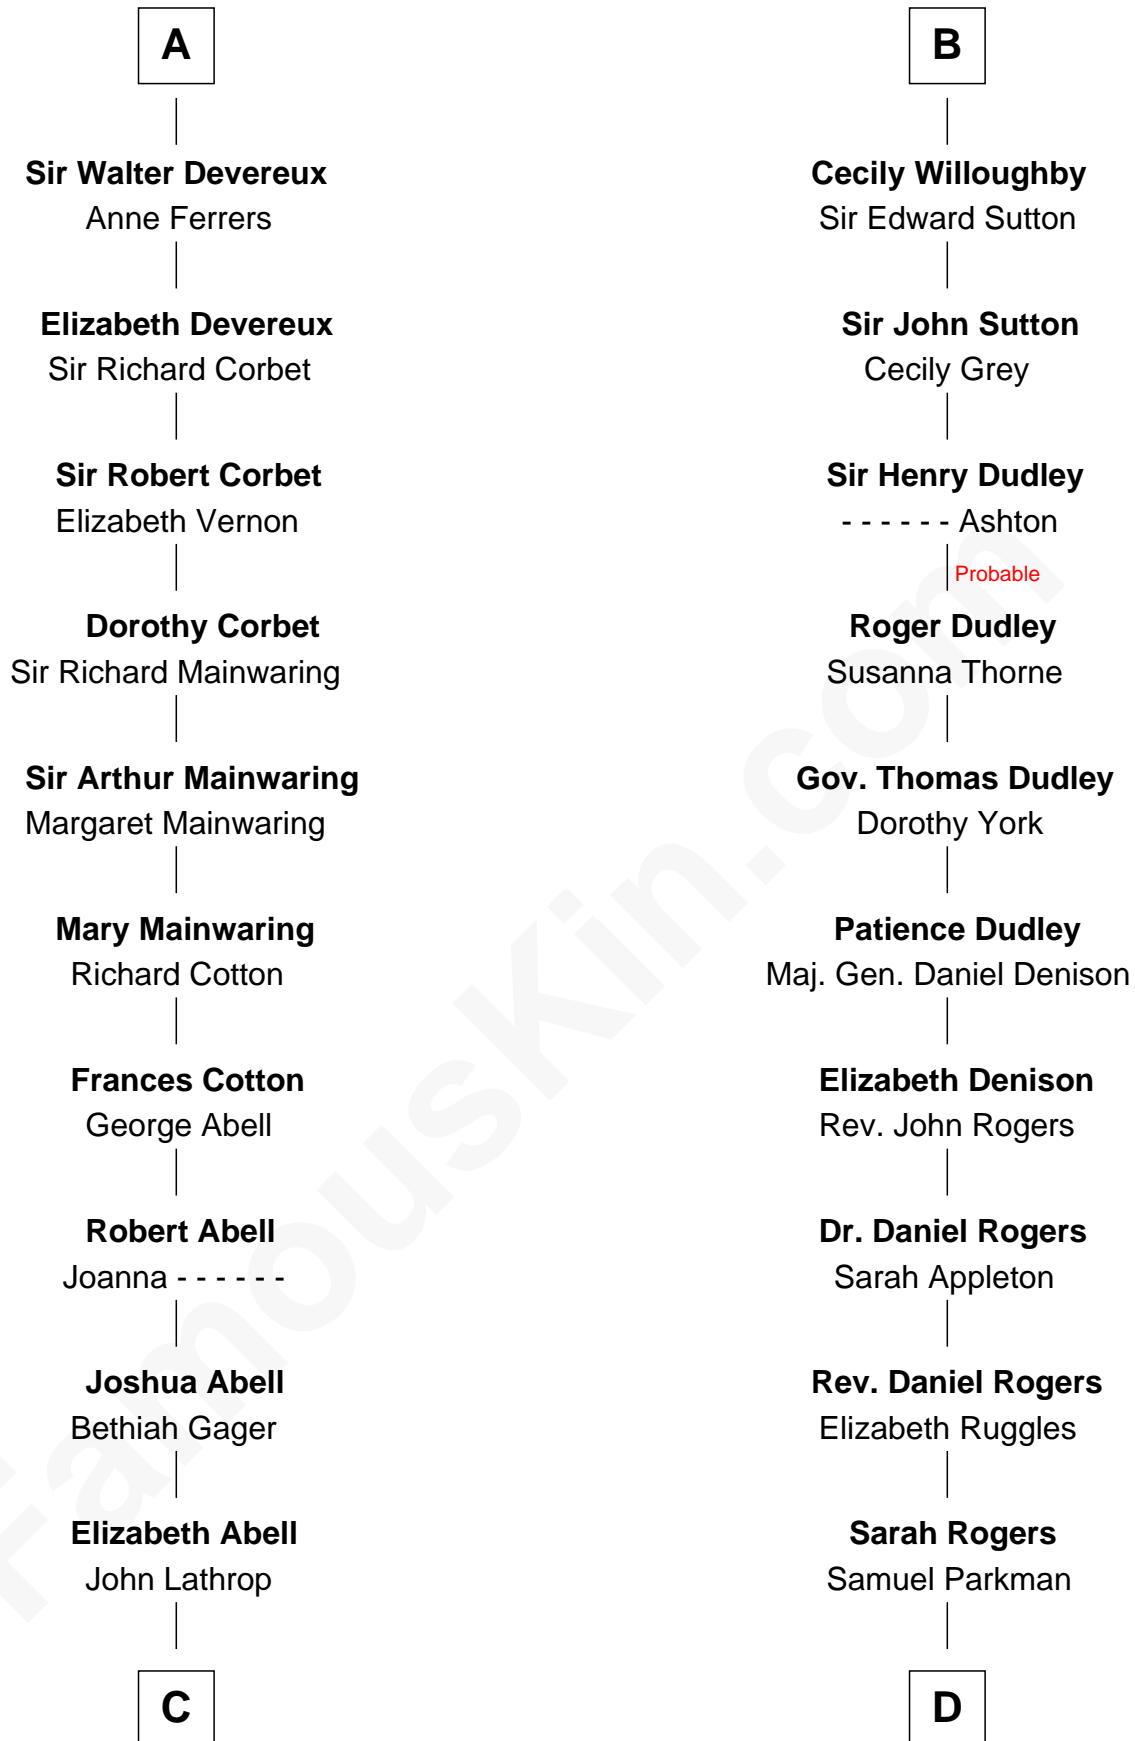 A
Sir Walter Devereux
Anne Ferrers
Elizabeth Devereux
Sir Richard Corbet
Sir Robert Corbet
Elizabeth Vernon
Dorothy Corbet
Sir Richard Mainwaring
Sir Arthur Mainwaring
Margaret Mainwaring
Mary Mainwaring
Richard Cotton
Frances Cotton
George Abell
Robert Abell
Joanna - - - - - -
Joshua Abell
Bethiah Gager
Elizabeth Abell
John Lathrop
C
B
Cecily Willoughby
Sir Edward Sutton
Sir John Sutton
Cecily Grey
Sir Henry Dudley
- - - - - - Ashton
Probable
Roger Dudley
Susanna Thorne
Gov. Thomas Dudley
Dorothy York
Patience Dudley
Maj. Gen. Daniel Denison
Elizabeth Denison
Rev. John Rogers
Dr. Daniel Rogers
Sarah Appleton
Rev. Daniel Rogers
Elizabeth Ruggles
Sarah Rogers
Samuel Parkman
D
FamousKin.com